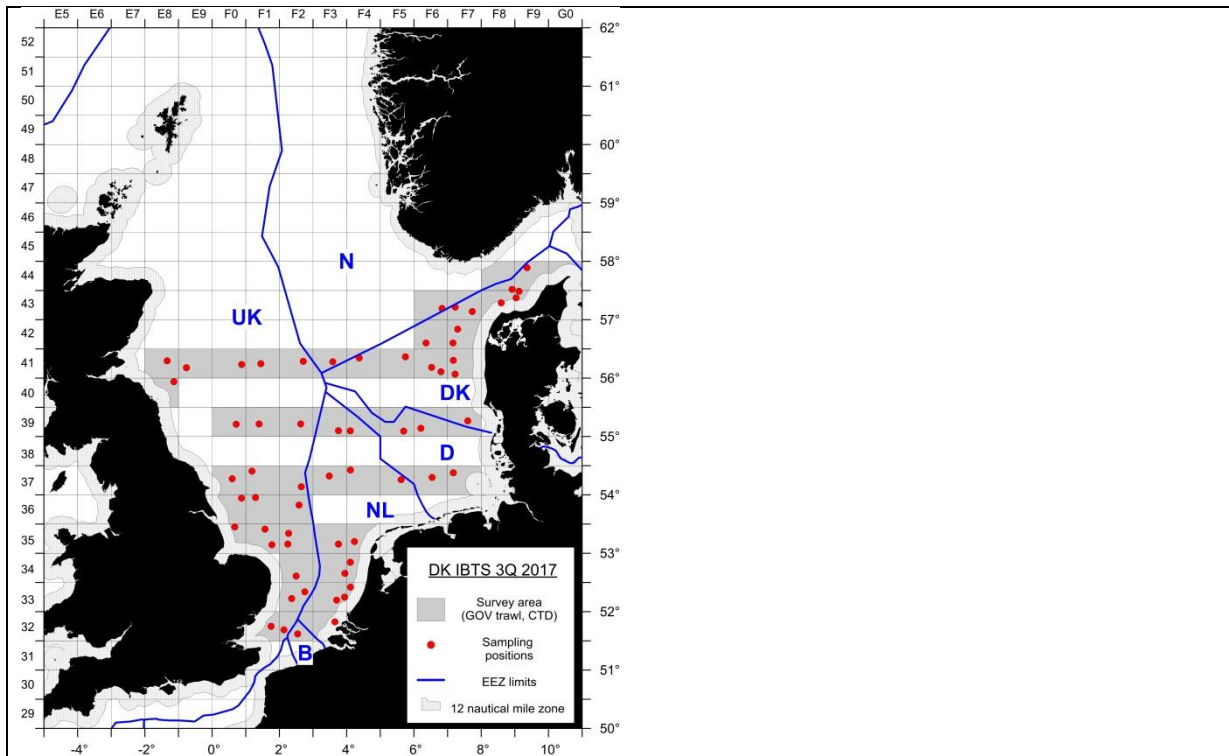 E5 E6 E7 E8 E9 F0 F1 F2 F3 F4 F5 F6 F7 F8 F9 G0
52 62°
51 61°
50
49 60°
48
47 59°
46
45 58°
44
43 57°
42
41 56°
40
39 55°
38
37 54°
36
35 53°
34
33 52°
32
31 51°
30
29 50°
N
UK
DK
D
NL
B
DK IBTS 3Q 2017
Survey area
(GOV trawl, CTD)
Sampling
positions
EEZ limits
12 nautical mile zone
-4° -2° 0° 2° 4° 6° 8° 10°